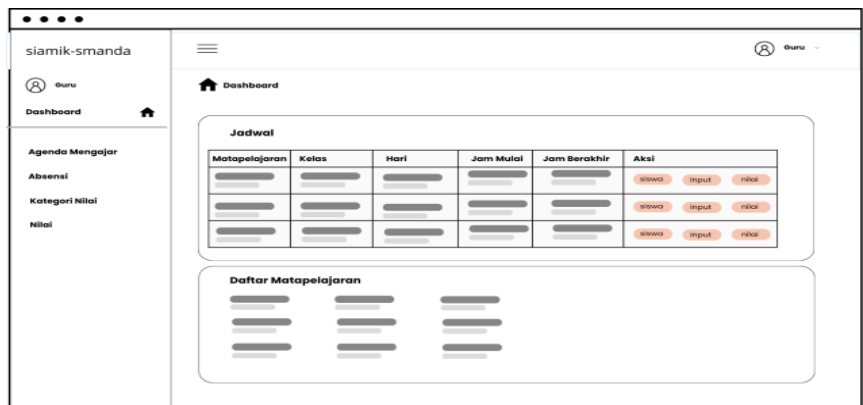 siamik-smanda
Guru
Guru
Dashboard
Dashboard
Agenda Mengajar
Absensi
Kategori Nilai
Nilai
Jadwal
Matapelajaran Kelas Hari Jam Mulai Jam Berakhir Aksi
siswa input nilai
siswa input nilai
siswa input nilai
Daftar Matapelajaran